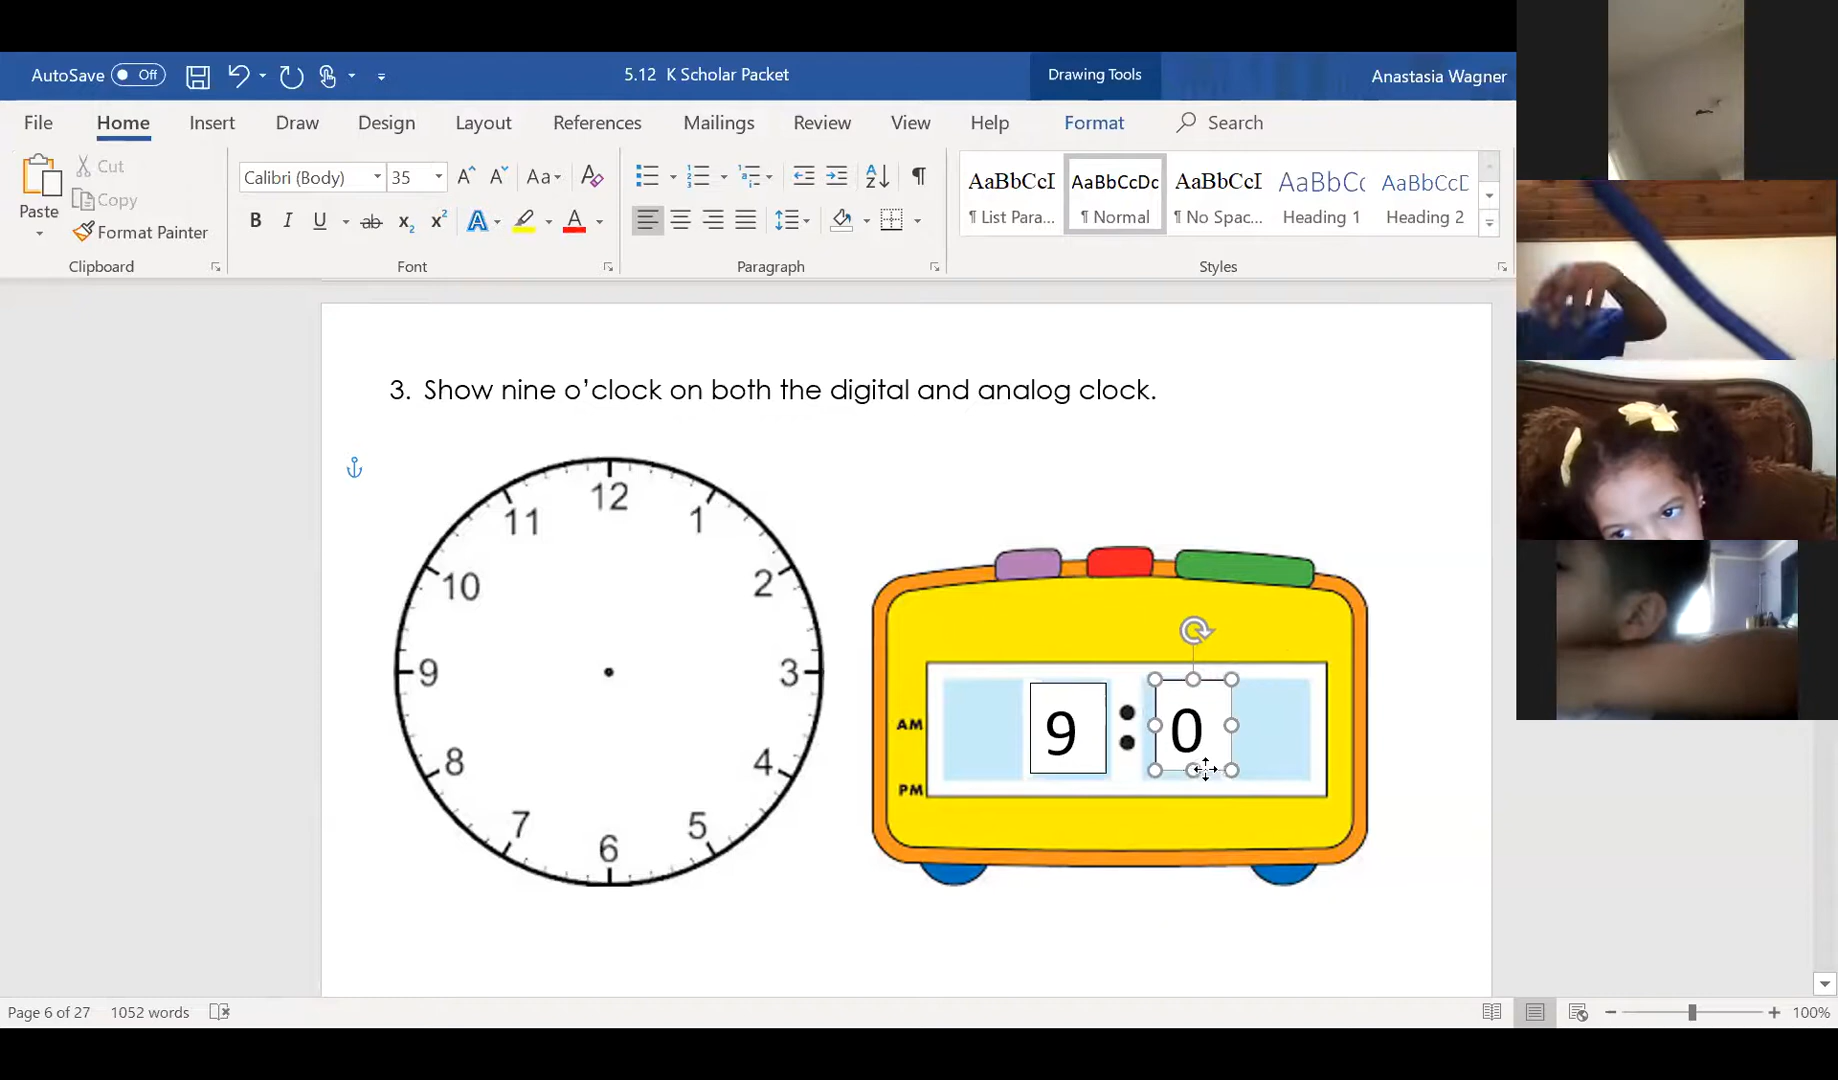 AutoSave Off 5.12 K Scholar Packet Drawing Tools Anastasia Wagner
File Home Insert Draw Design Layout References Mailings Review View Help Format Search
Paste
Cut
Copy
Format Painter
Clipboard
Calibri (Body) 35 A A Aa A
B I U ab x2 x2 A A
Font
Paragraph
AaBbCcI AaBbCcDc AaBbCcI AaBbCc AaBbCcD
¶ List Para... ¶ Normal ¶ No Spac... Heading 1 Heading 2
Styles
3. Show nine o’clock on both the digital and analog clock.
12
11 1
10 2
9 3
8 4
7 5
6
AM
PM
9 : 0
Page 6 of 27 1052 words 100%